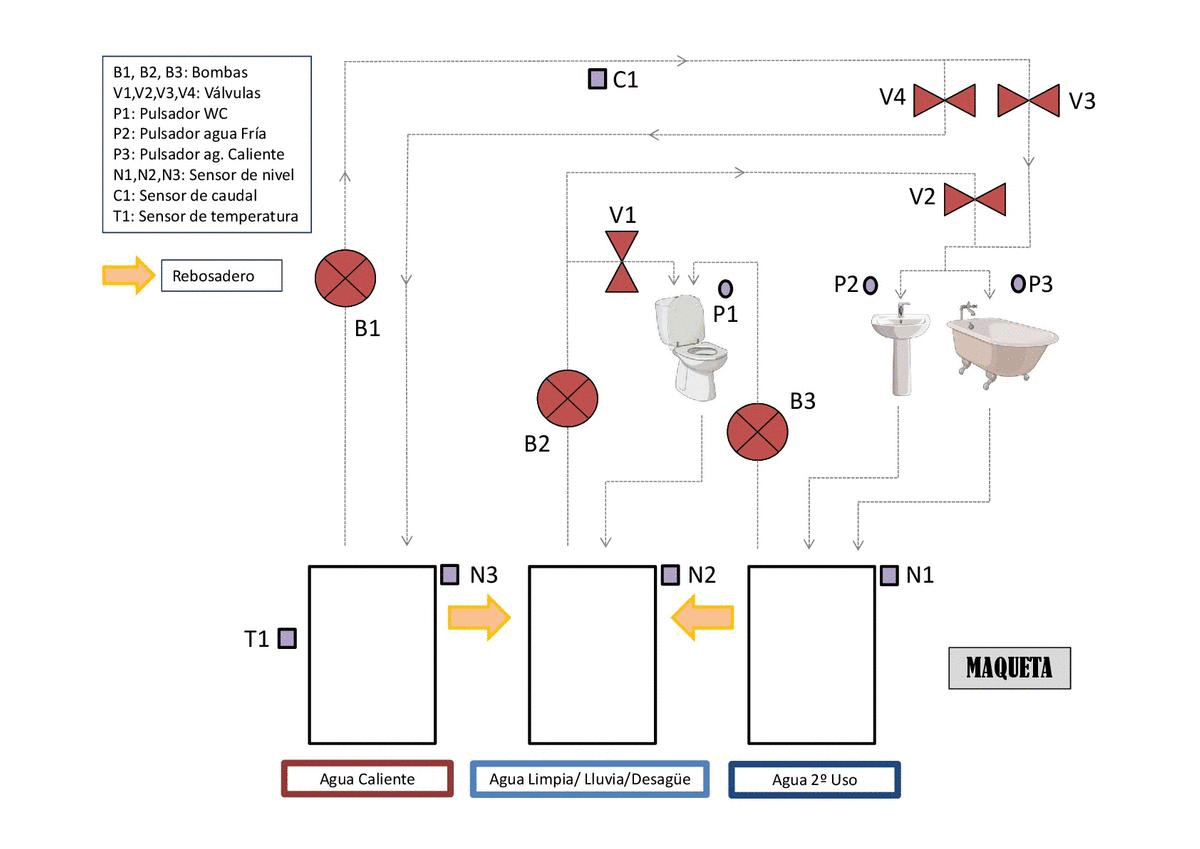 B1, B2, B3: Bombas
V1,V2,V3,V4: Válvulas
P1: Pulsador WC
P2: Pulsador agua Fría
P3: Pulsador ag. Caliente
N1,N2,N3: Sensor de nivel
C1: Sensor de caudal
T1: Sensor de temperatura
Rebosadero
C1
V4
V3
V2
V1
B1
P1
P2
P3
B2
B3
N3
N2
N1
T1
MAQUETA
Agua Caliente
Agua Limpia/ Lluvia/Desagüe
Agua 2º Uso